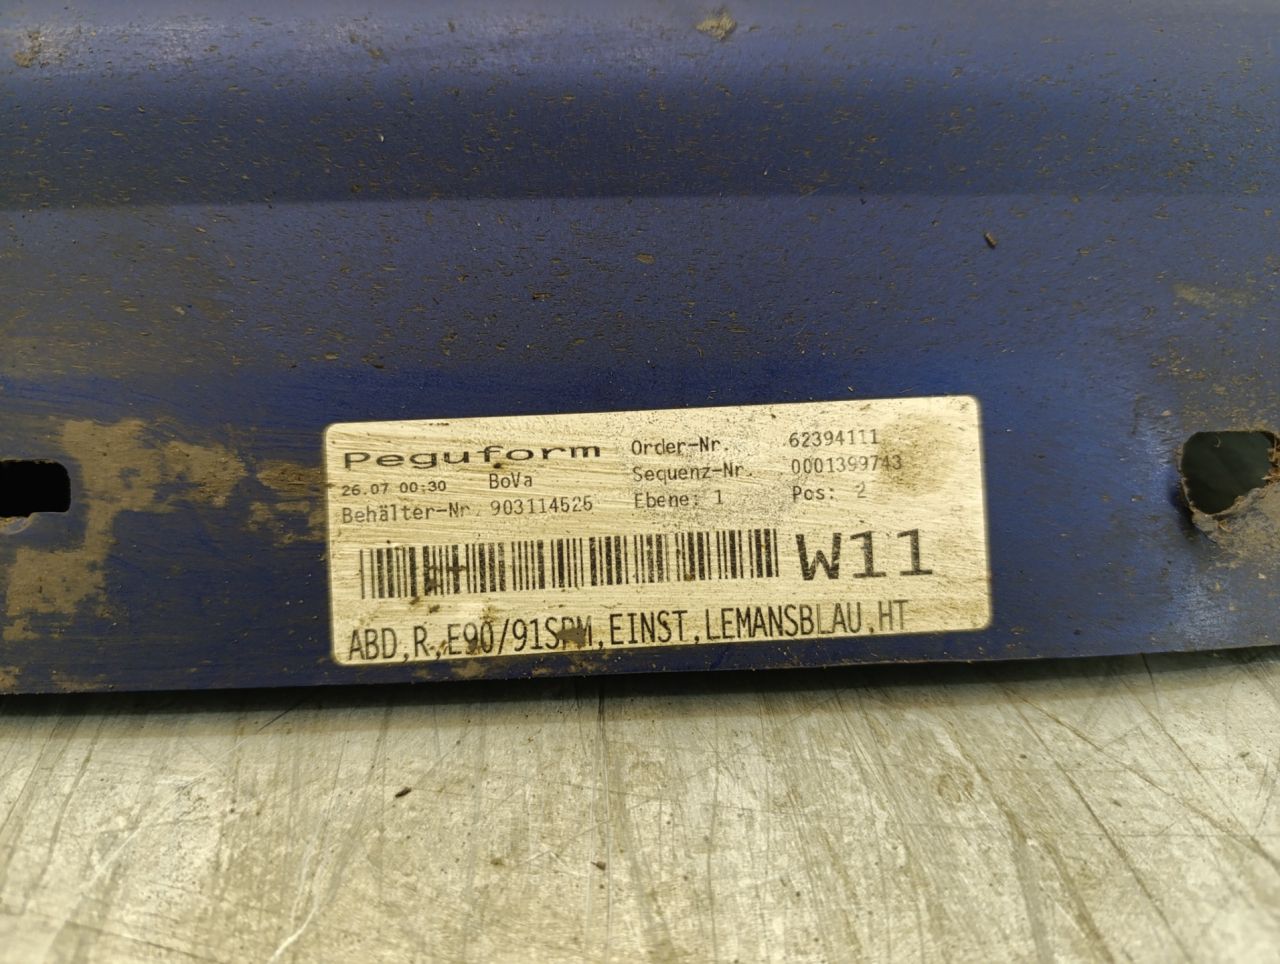 Peguform
26.07 00:30 BoVa
Behälter-Nr. 903114525
Order-Nr. 62394111
Sequenz-Nr. 0001399743
Ebene: 1 Pos: 2
W11
ABD,R,E90/91SPM,EINST,LEMANSBLAU,HT